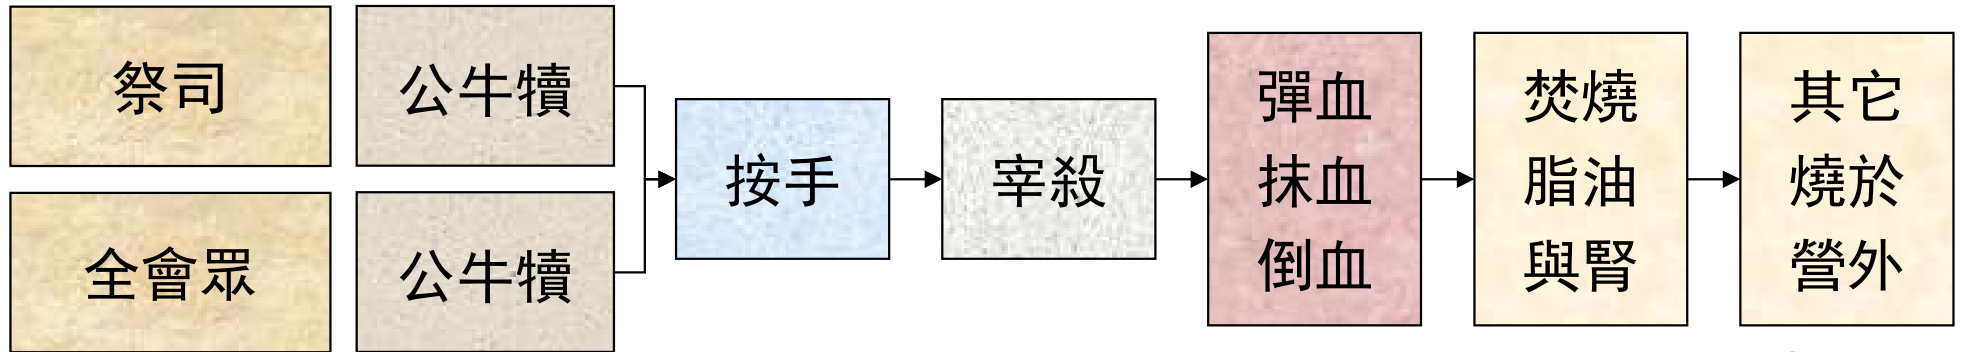 祭司
公牛犢
全會眾
公牛犢
按手
宰殺
彈血
抹血
倒血
焚燒
脂油
與腎
其它
燒於
營外